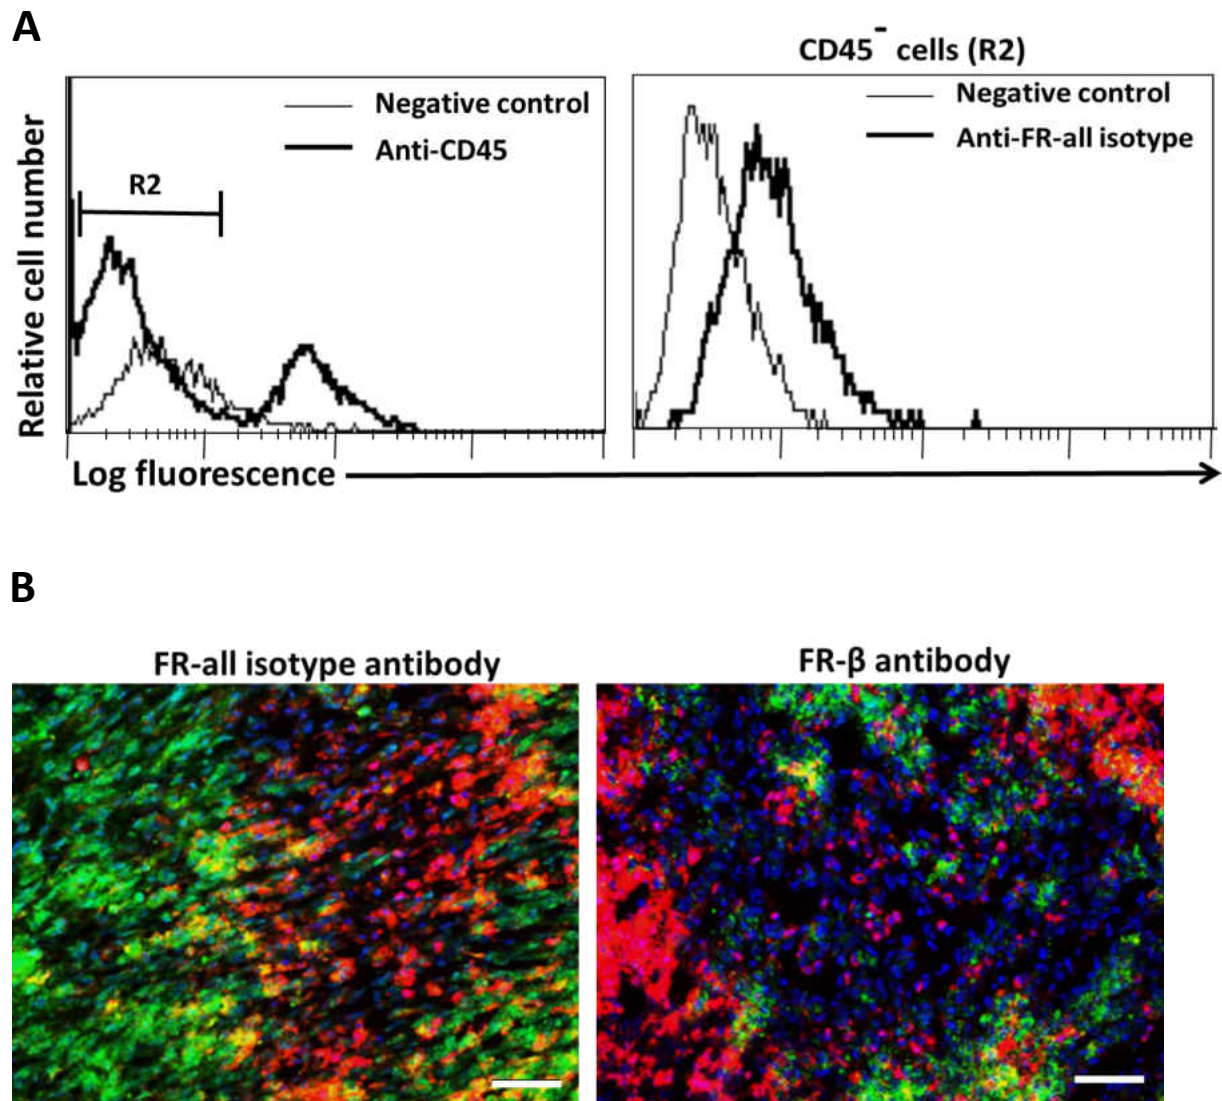 A
CD45⁻ cells (R2)
Negative control
Anti-CD45
R2
Negative control
Anti-FR-all isotype
Relative cell number
Log fluorescence
B
FR-all isotype antibody
FR-β antibody